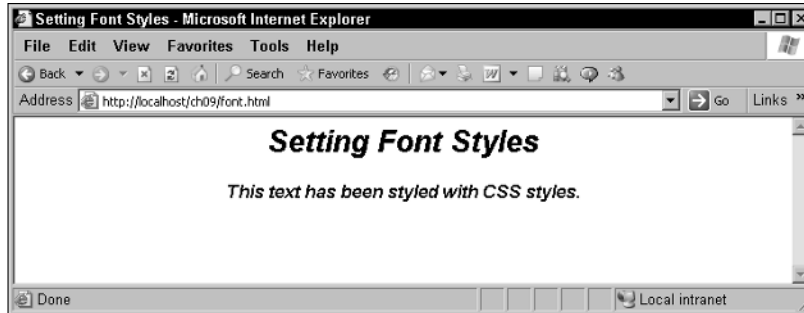 Setting Font Styles - Microsoft Internet Explorer
File Edit View Favorites Tools Help
Back Search Favorites
Address http://localhost/ch09/font.html Go Links »
Setting Font Styles
This text has been styled with CSS styles.
Done Local intranet